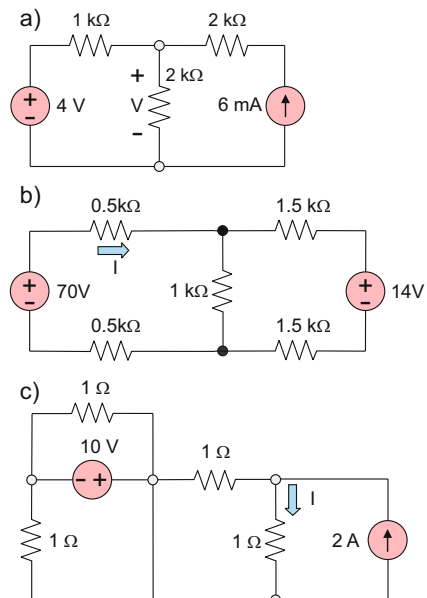 a)
1 kΩ
2 kΩ
+
2 kΩ
+
-
4 V
V
6 mA
-
b)
0.5kΩ
1.5 kΩ
I
+
-
70V
1 kΩ
+
-
14V
0.5kΩ
1.5 kΩ
c)
1 Ω
10 V
- +
1 Ω
I
1 Ω
1 Ω
2 A